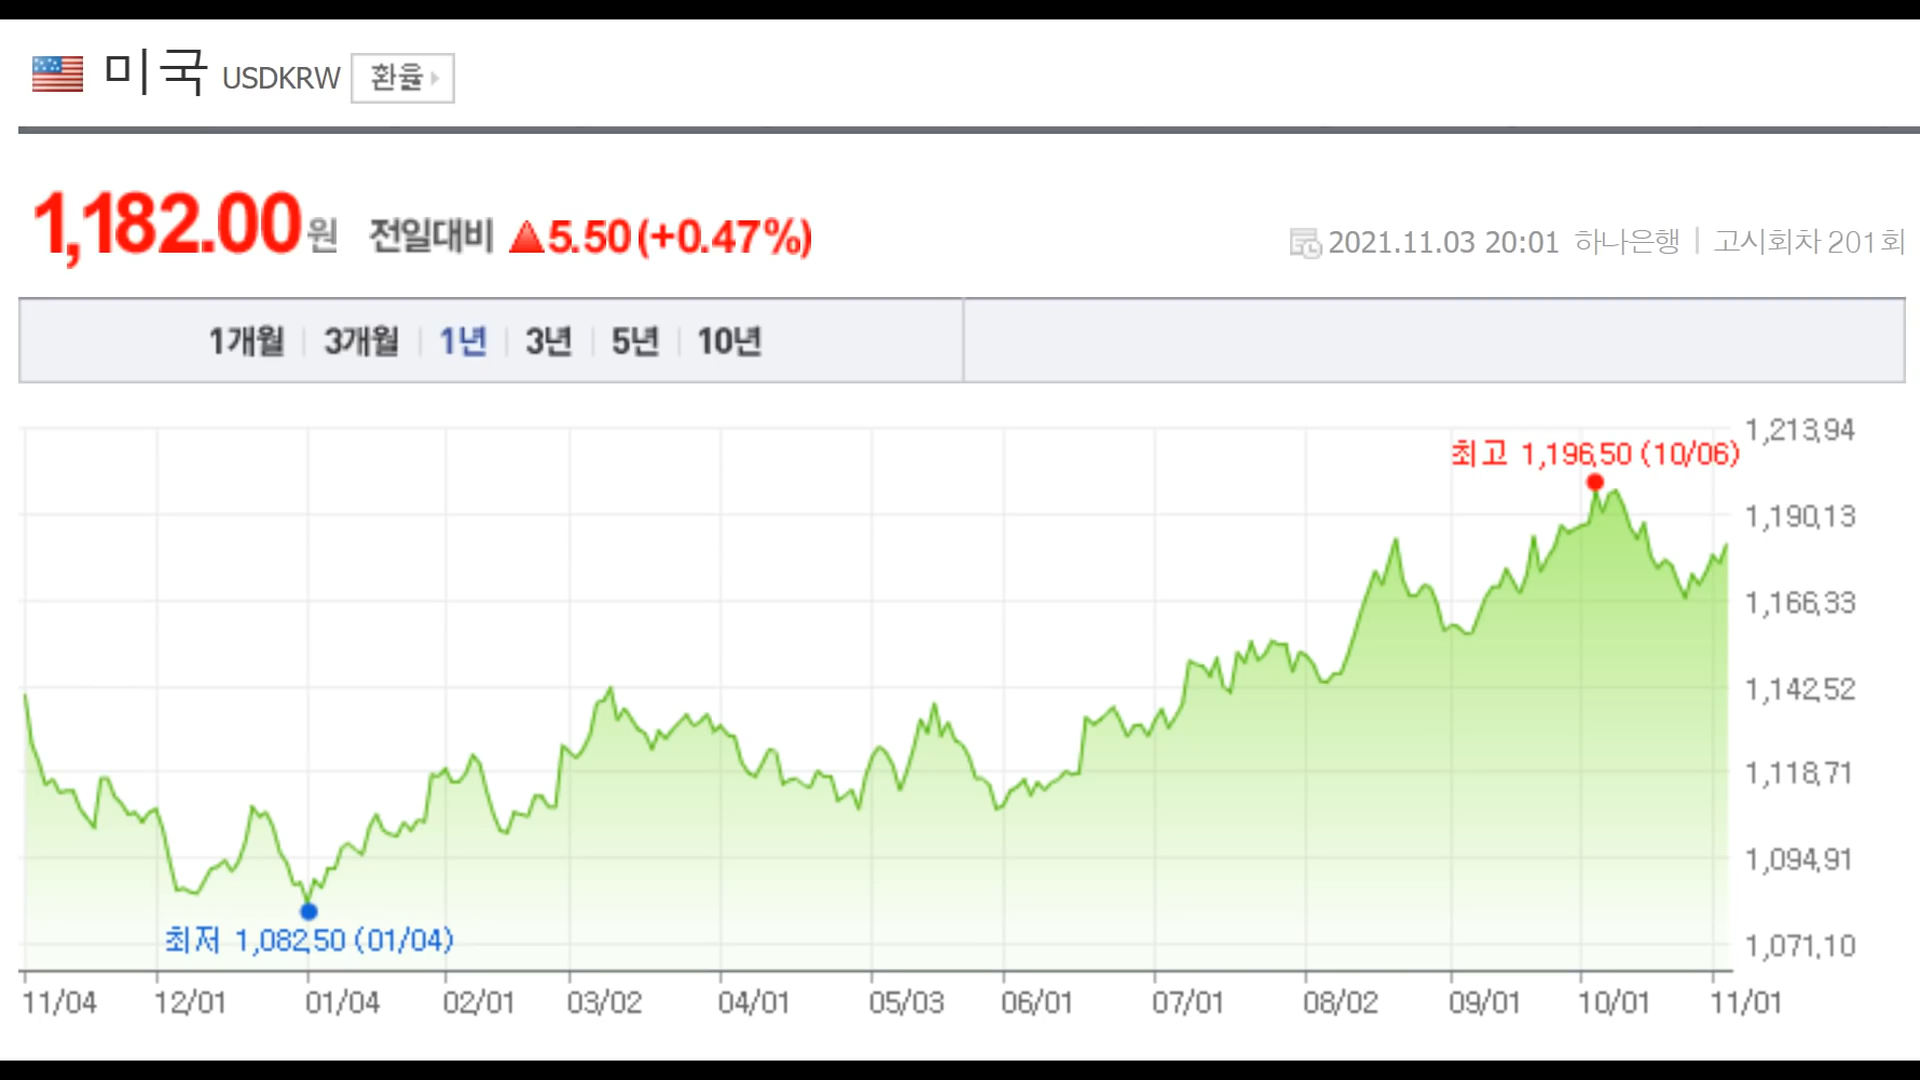 미국 USDKRW 환율
1,182.00원 전일대비 ▲5.50(+0.47%)
2021.11.03 20:01 하나은행 | 고시회차 201회
1개월 | 3개월 | 1년 | 3년 | 5년 | 10년
1,213.94
최고 1,196.50 (10/06)
1,190.13
1,166.33
1,142.52
1,118.71
1,094.91
최저 1,082.50 (01/04)
1,071.10
11/04 12/01 01/04 02/01 03/02 04/01 05/03 06/01 07/01 08/02 09/01 10/01 11/01